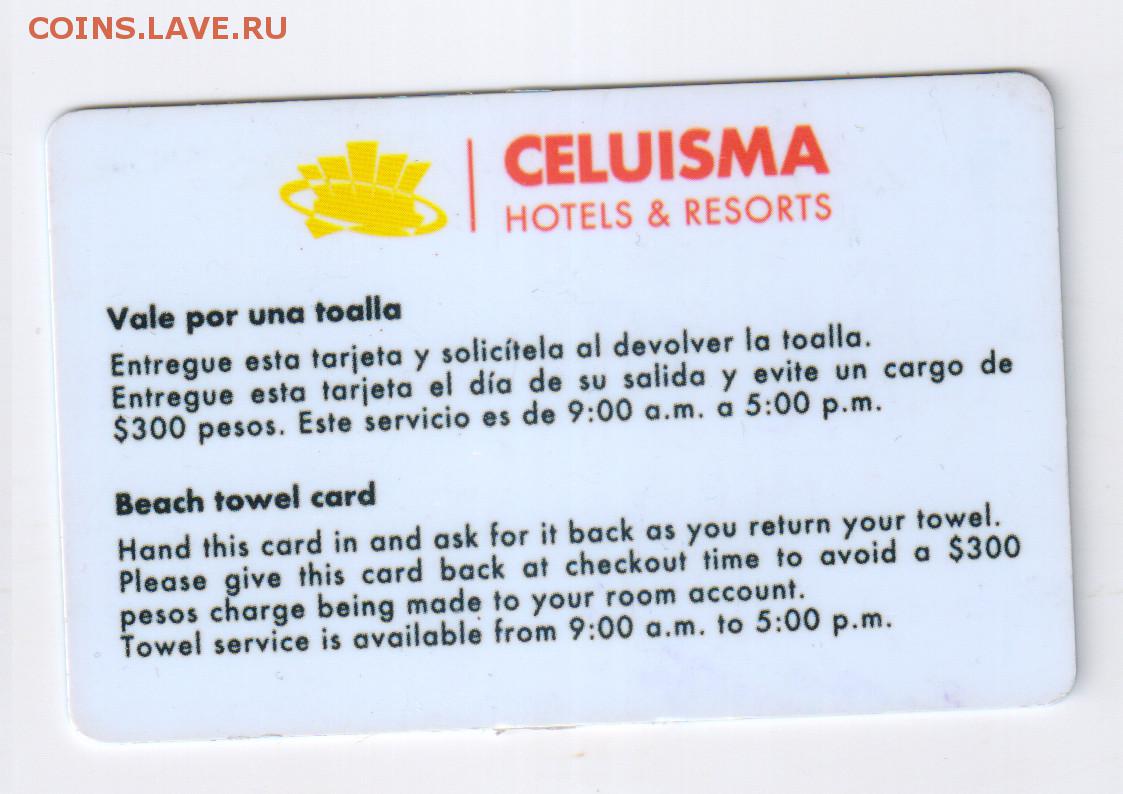 COINS.LAVE.RU
CELUISMA
HOTELS & RESORTS
Vale por una toalla
Entregue esta tarjeta y solicítela al devolver la toalla.
Entregue esta tarjeta el día de su salida y evite un cargo de
$300 pesos. Este servicio es de 9:00 a.m. a 5:00 p.m.
Beach towel card
Hand this card in and ask for it back as you return your towel.
Please give this card back at checkout time to avoid a $300
pesos charge being made to your room account.
Towel service is available from 9:00 a.m. to 5:00 p.m.